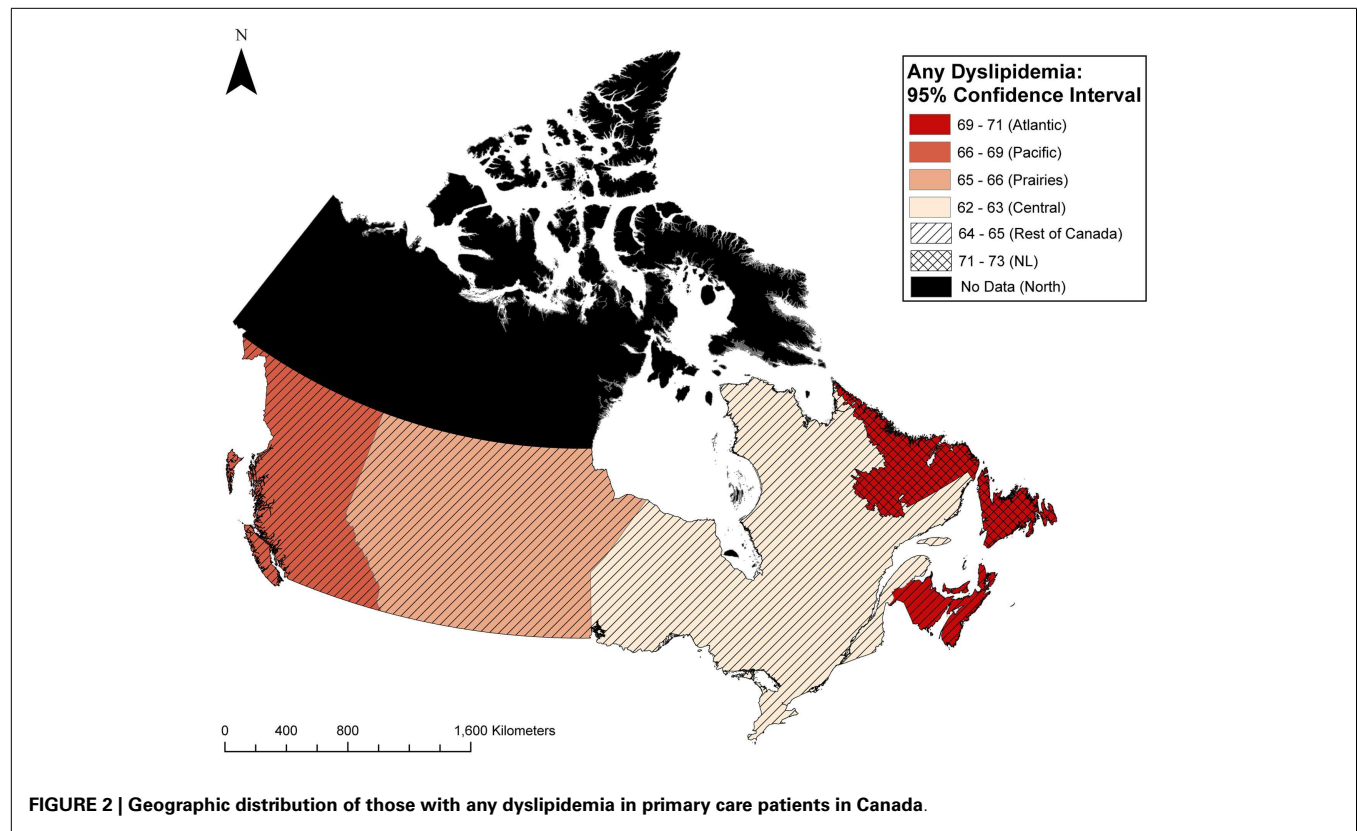 N
Any Dyslipidemia:
95% Confidence Interval
69 - 71 (Atlantic)
66 - 69 (Pacific)
65 - 66 (Prairies)
62 - 63 (Central)
64 - 65 (Rest of Canada)
71 - 73 (NL)
No Data (North)
0 400 800 1,600 Kilometers
FIGURE 2 | Geographic distribution of those with any dyslipidemia in primary care patients in Canada.